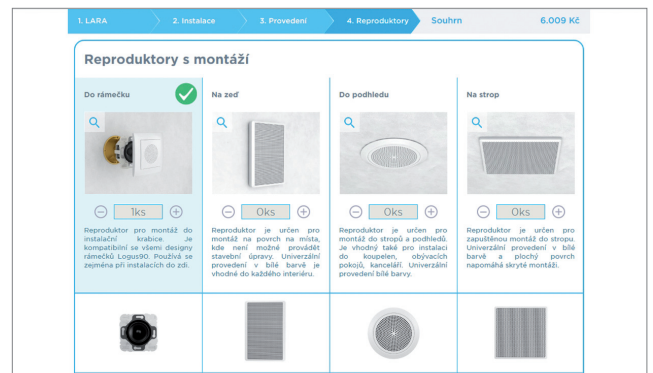 1. LARA
2. Instalace
3. Provedení
4. Reproduktory
Souhrn
6.009 Kč
Reproduktory s montáží
Do rámečku
Na zeď
Do podhledu
Na strop
1ks
0ks
0ks
0ks
Reproduktor pro montáž do
instalační krabice. Je
kompatibilní se všemi designy
rámečků Logus90. Používá se
zejména při instalacích do zdi.
Reproduktor je určen pro
montáž na povrch na místa,
kde není možné provádět
stavební úpravy. Univerzální
provedení v bílé barvě je
vhodné do každého interiéru.
Reproduktor je určen pro
montáž do stropů a podhledů.
Je vhodný také pro instalaci
do koupelen, obývacích
pokojů, kanceláří. Univerzální
provedení bílé barvy.
Reproduktor je určen pro
zapuštěnou montáž do stropu.
Univerzální provedení v bílé
barvě a plochý povrch
napomáhá skryté montáži.